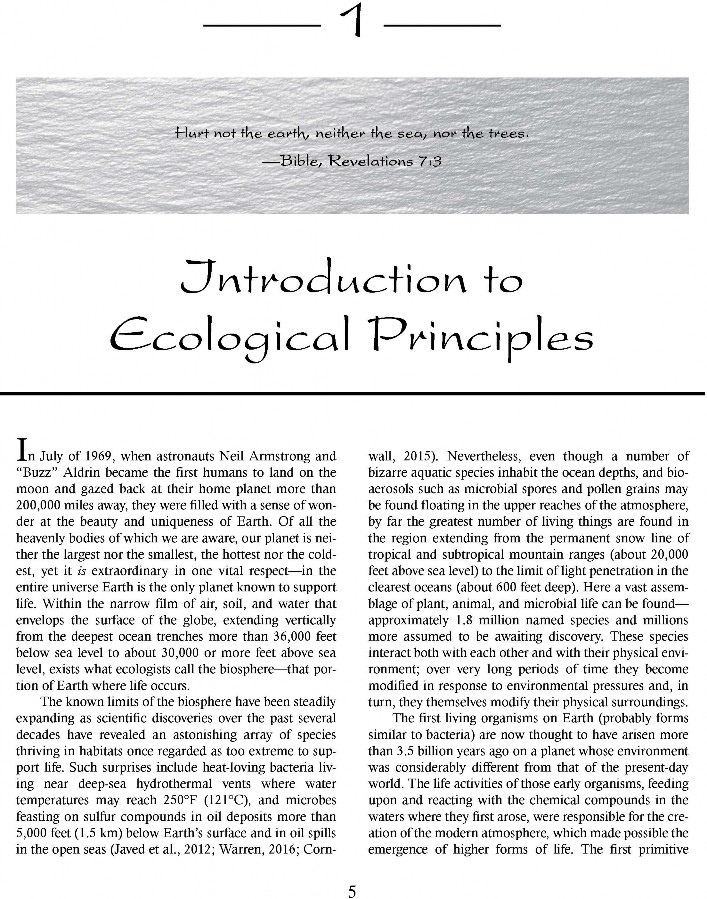 1
Hurt not the earth, neither the sea, nor the trees.
—Bible, Revelations 7:3
Introduction to
Ecological Principles
In July of 1969, when astronauts Neil Armstrong and
“Buzz” Aldrin became the first humans to land on the
moon and gazed back at their home planet more than
200,000 miles away, they were filled with a sense of won-
der at the beauty and uniqueness of Earth. Of all the
heavenly bodies of which we are aware, our planet is nei-
ther the largest nor the smallest, the hottest nor the cold-
est, yet it is extraordinary in one vital respect—in the
entire universe Earth is the only planet known to support
life. Within the narrow film of air, soil, and water that
envelops the surface of the globe, extending vertically
from the deepest ocean trenches more than 36,000 feet
below sea level to about 30,000 or more feet above sea
level, exists what ecologists call the biosphere—that por-
tion of Earth where life occurs.
The known limits of the biosphere have been steadily
expanding as scientific discoveries over the past several
decades have revealed an astonishing array of species
thriving in habitats once regarded as too extreme to sup-
port life. Such surprises include heat-loving bacteria liv-
ing near deep-sea hydrothermal vents where water
temperatures may reach 250°F (121°C), and microbes
feasting on sulfur compounds in oil deposits more than
5,000 feet (1.5 km) below Earth’s surface and in oil spills
in the open seas (Javed et al., 2012; Warren, 2016; Corn-
wall, 2015). Nevertheless, even though a number of
bizarre aquatic species inhabit the ocean depths, and bio-
aerosols such as microbial spores and pollen grains may
be found floating in the upper reaches of the atmosphere,
by far the greatest number of living things are found in
the region extending from the permanent snow line of
tropical and subtropical mountain ranges (about 20,000
feet above sea level) to the limit of light penetration in the
clearest oceans (about 600 feet deep). Here a vast assem-
blage of plant, animal, and microbial life can be found—
approximately 1.8 million named species and millions
more assumed to be awaiting discovery. These species
interact both with each other and with their physical envi-
ronment; over very long periods of time they become
modified in response to environmental pressures and, in
turn, they themselves modify their physical surroundings.
The first living organisms on Earth (probably forms
similar to bacteria) are now thought to have arisen more
than 3.5 billion years ago on a planet whose environment
was considerably different from that of the present-day
world. The life activities of those early organisms, feeding
upon and reacting with the chemical compounds in the
waters where they first arose, were responsible for the cre-
ation of the modern atmosphere, which made possible the
emergence of higher forms of life. The first primitive
5